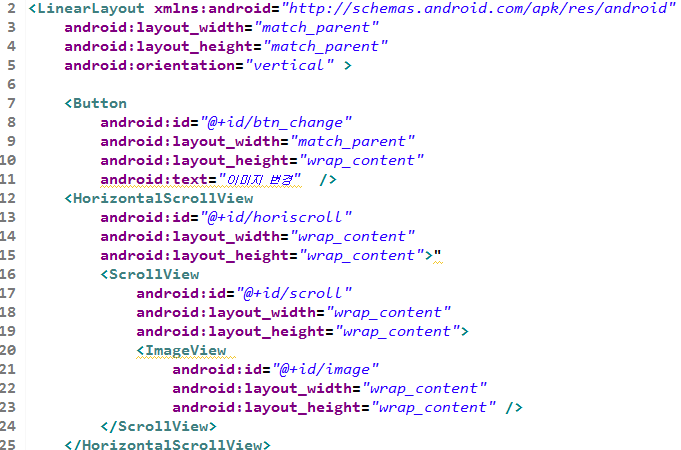 2 <LinearLayout xmlns:android="http://schemas.android.com/apk/res/android"
3     android:layout_width="match_parent"
4     android:layout_height="match_parent"
5     android:orientation="vertical" >
6
7     <Button
8         android:id="@+id/btn_change"
9         android:layout_width="match_parent"
10         android:layout_height="wrap_content"
11         android:text="이미지 변경"  />
12     <HorizontalScrollView
13         android:id="@+id/horiscroll"
14         android:layout_width="wrap_content"
15         android:layout_height="wrap_content">"
16         <ScrollView
17             android:id="@+id/scroll"
18             android:layout_width="wrap_content"
19             android:layout_height="wrap_content">
20             <ImageView
21                 android:id="@+id/image"
22                 android:layout_width="wrap_content"
23                 android:layout_height="wrap_content" />
24         </ScrollView>
25     </HorizontalScrollView>